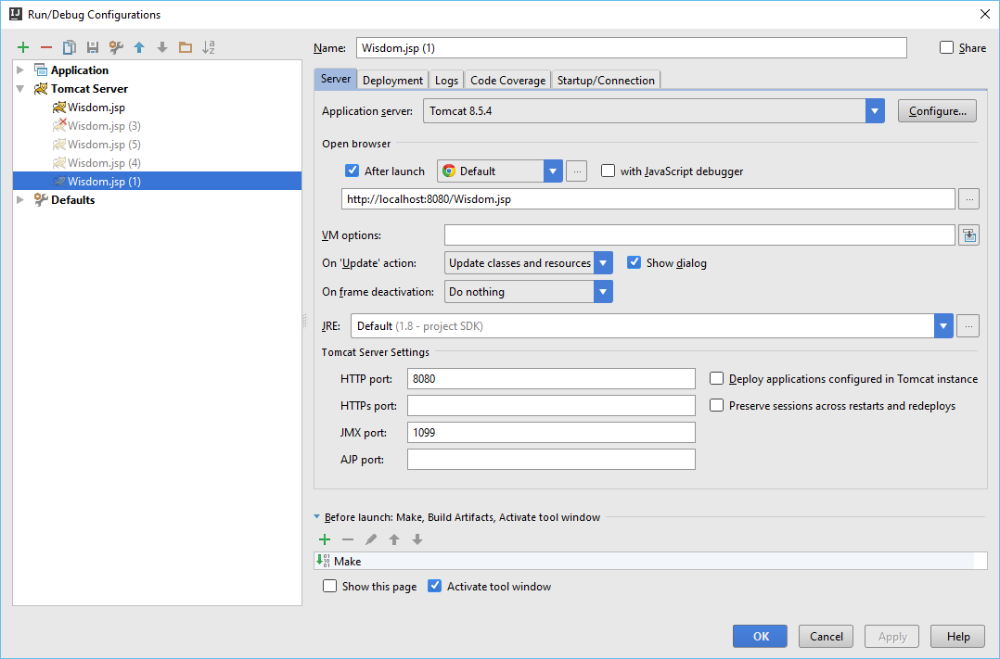 Run/Debug Configurations
Name: Wisdom.jsp (1) Share
Application
Tomcat Server
Wisdom.jsp
Wisdom.jsp (3)
Wisdom.jsp (5)
Wisdom.jsp (4)
Wisdom.jsp (1)
Defaults
Server Deployment Logs Code Coverage Startup/Connection
Application server: Tomcat 8.5.4 Configure...
Open browser
After launch Default ... with JavaScript debugger
http://localhost:8080/Wisdom.jsp ...
VM options:
On 'Update' action: Update classes and resources Show dialog
On frame deactivation: Do nothing
JRE: Default (1.8 - project SDK) ...
Tomcat Server Settings
HTTP port: 8080 Deploy applications configured in Tomcat instance
HTTPs port: Preserve sessions across restarts and redeploys
JMX port: 1099
AJP port:
Before launch: Make, Build Artifacts, Activate tool window
Make
Show this page Activate tool window
OK Cancel Apply Help